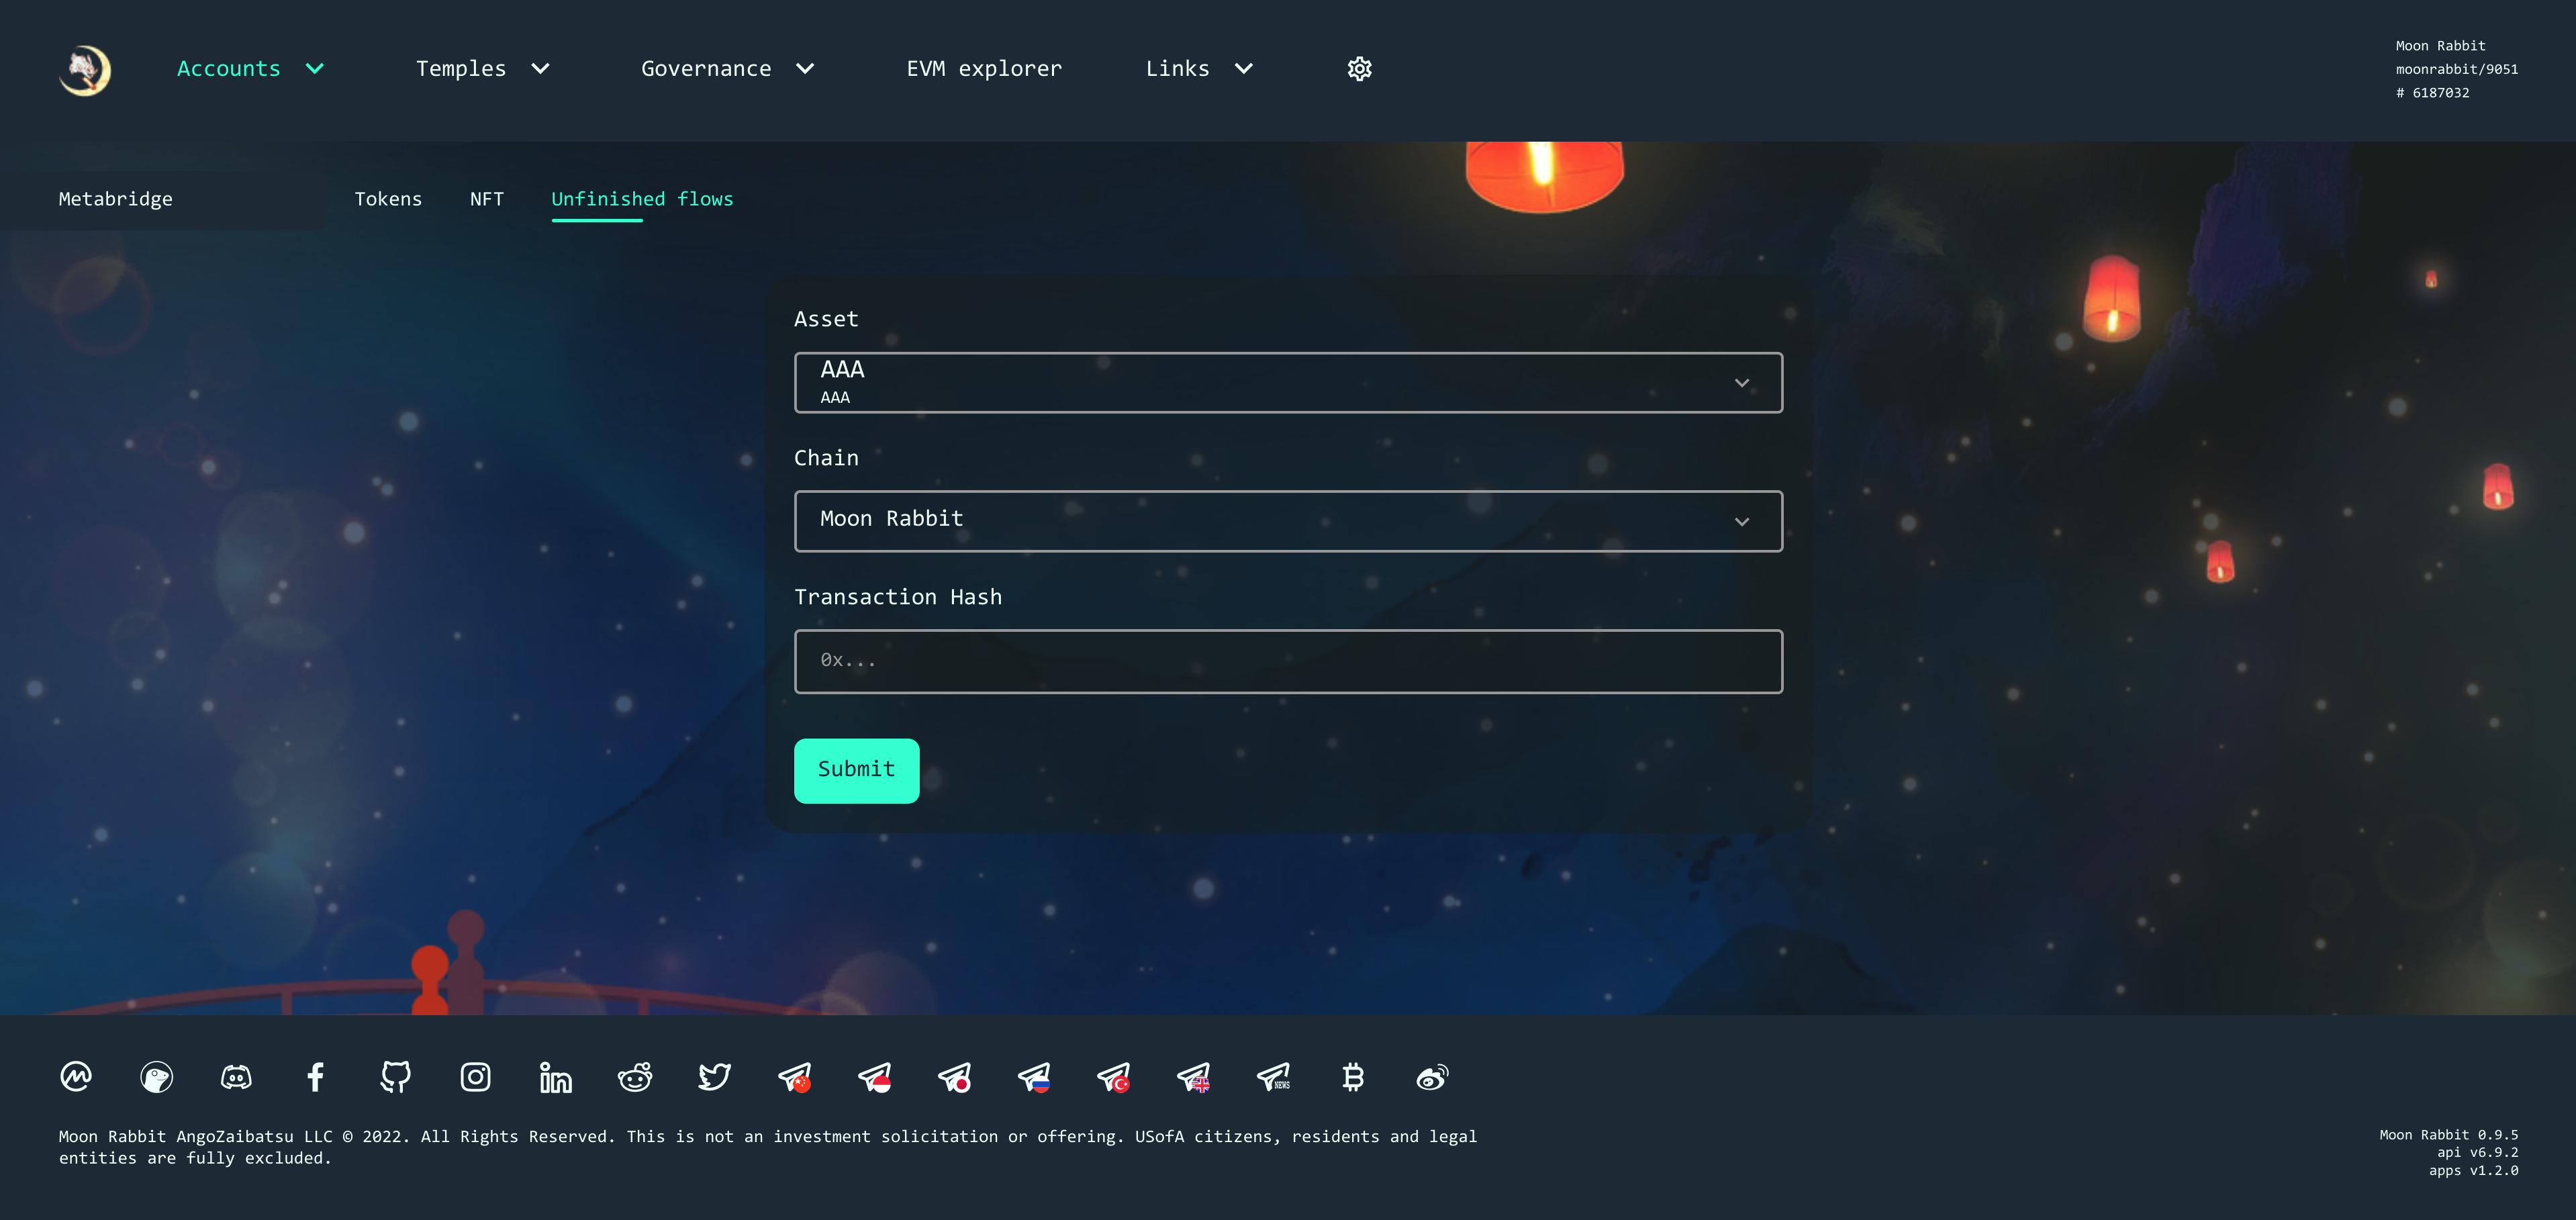 Accounts
Temples
Governance
EVM explorer
Links
Moon Rabbit
moonrabbit/9051
# 6187032
Metabridge
Tokens
NFT
Unfinished flows
Asset
AAA
AAA
Chain
Moon Rabbit
Transaction Hash
0x...
Submit
NEWS
Moon Rabbit AngoZaibatsu LLC © 2022. All Rights Reserved. This is not an investment solicitation or offering. USofA citizens, residents and legal
entities are fully excluded.
Moon Rabbit 0.9.5
api v6.9.2
apps v1.2.0